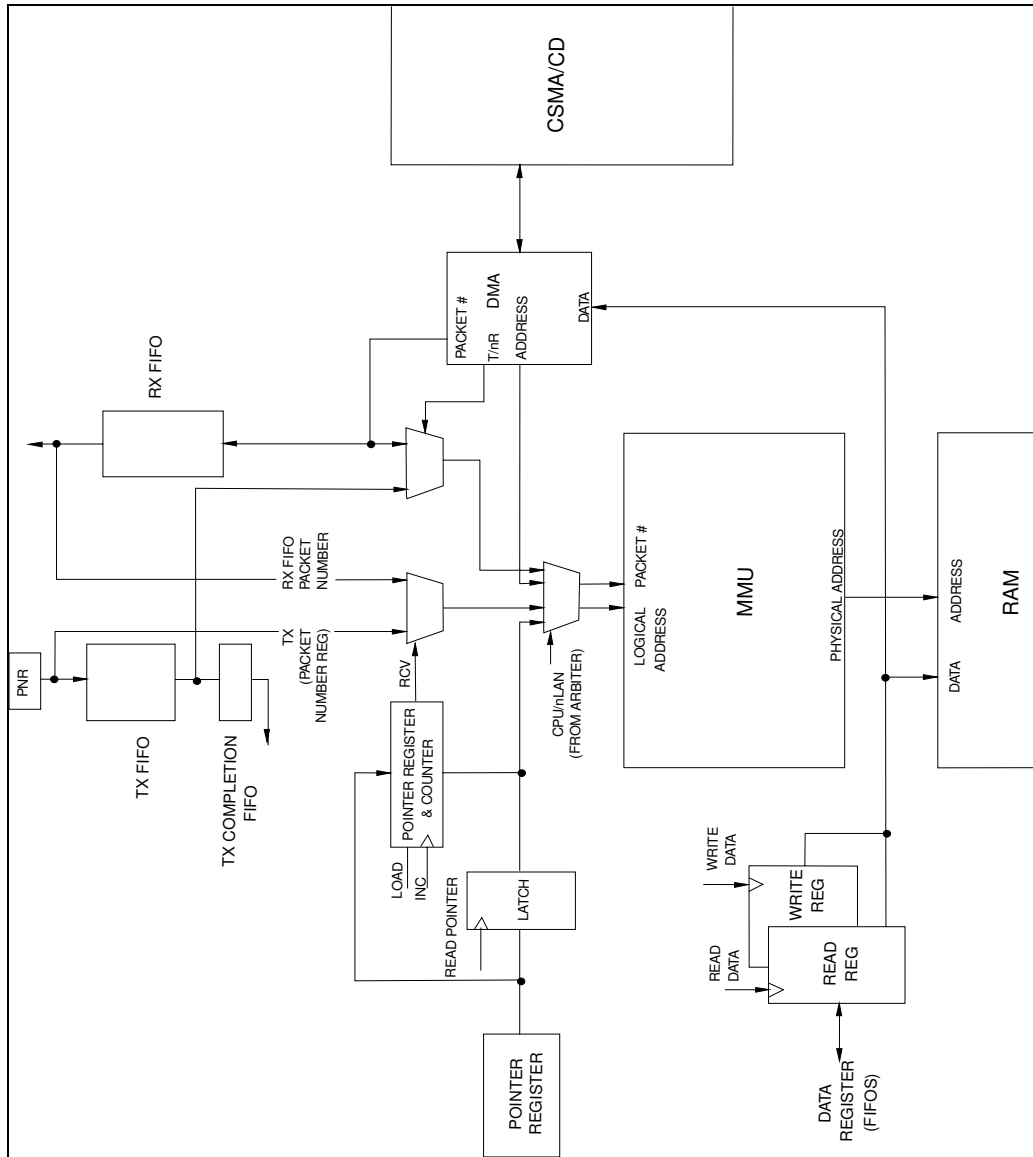 CSMA/CD
PACKET #
T/nR
DMA
ADDRESS
DATA
RX FIFO
RX FIFO
PACKET
NUMBER
TX
(PACKET
NUMBER REG)
PNR
TX FIFO
TX COMPLETION
FIFO
RCV
POINTER REGISTER
& COUNTER
LOAD
INC
CPU/nLAN
(FROM ARBITER)
PACKET #
LOGICAL
ADDRESS
MMU
PHYSICAL ADDRESS
ADDRESS
DATA
RAM
READ POINTER
LATCH
POINTER
REGISTER
WRITE
DATA
WRITE
REG
READ
DATA
READ
REG
DATA
REGISTER
(FIFOS)